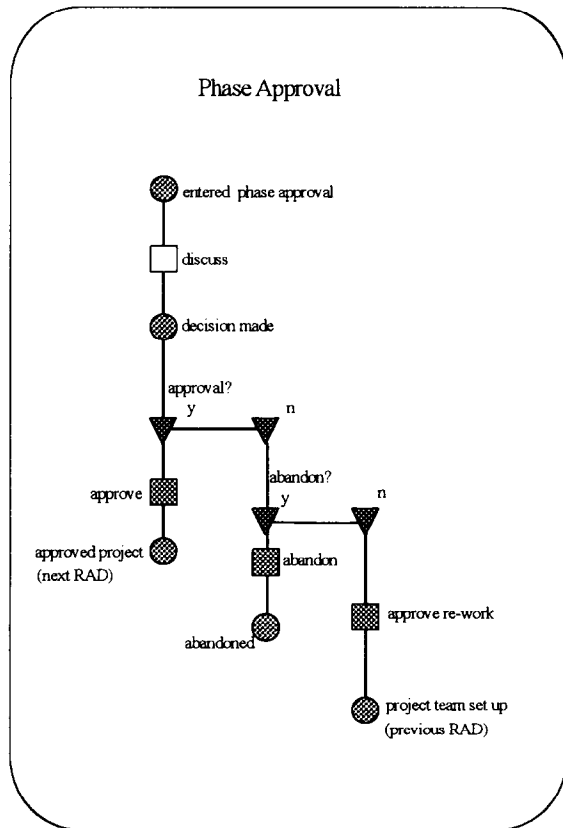 Phase Approval
entered phase approval
discuss
decision made
approval?
y
n
approve
abandon?
y
n
approved project
(next RAD)
abandon
approve re-work
abandoned
project team set up
(previous RAD)